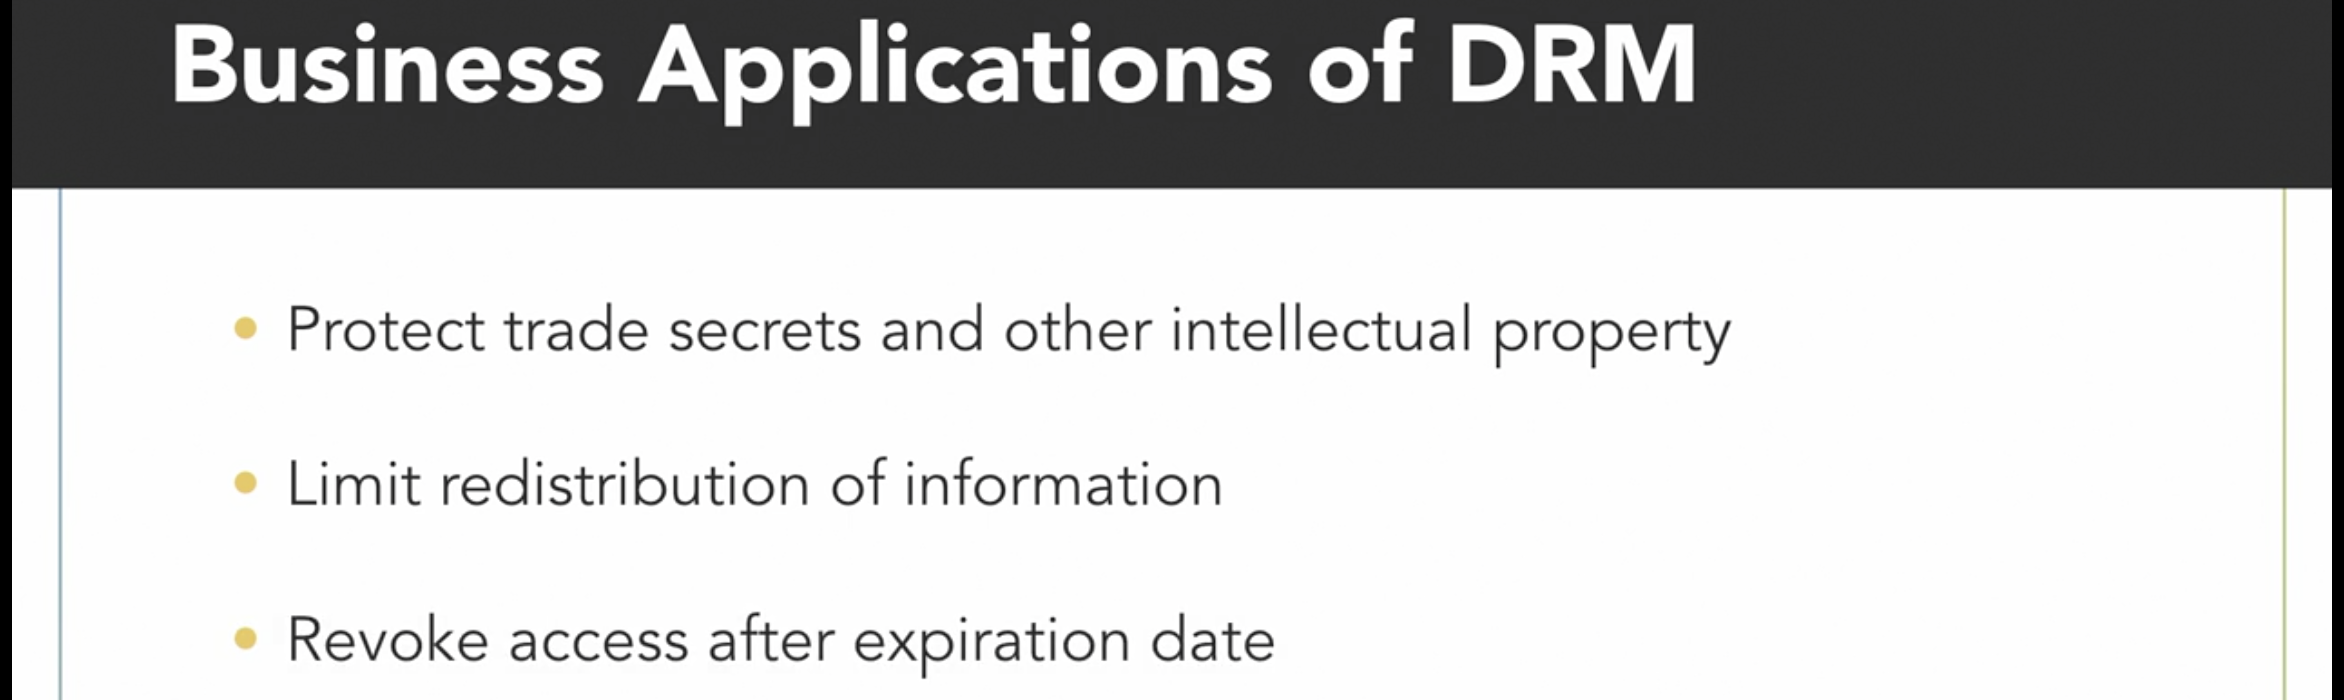 Business Applications of DRM
Protect trade secrets and other intellectual property
Limit redistribution of information
Revoke access after expiration date